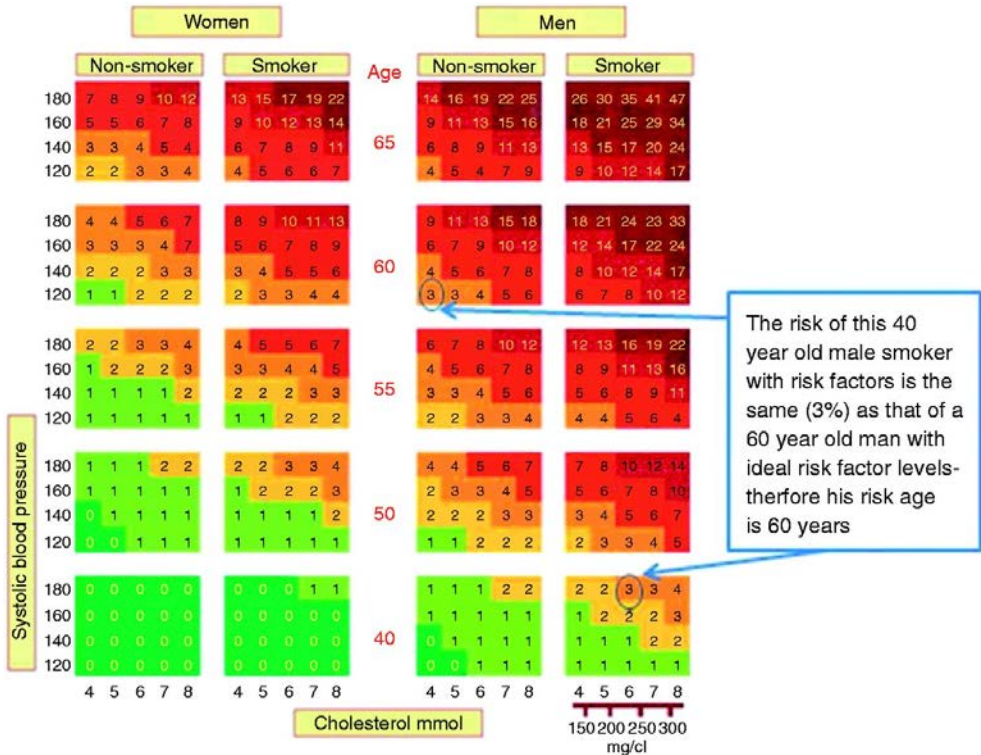 Women Men
Non-smoker Smoker Age Non-smoker Smoker
180 7 8 9 10 12 13 15 17 19 22 14 16 19 22 25 26 30 35 41 47
160 5 5 6 7 8 9 10 12 13 14 9 11 13 15 16 18 21 25 29 34
65
140 3 3 4 5 4 6 7 8 9 11 6 8 9 11 13 13 15 17 20 24
120 2 2 3 3 4 4 5 6 6 7 4 5 4 7 9 9 10 12 14 17
180 4 4 5 6 7 8 9 10 11 13 9 11 13 15 18 18 21 24 23 33
160 3 3 3 4 7 5 6 7 8 9 6 7 9 10 12 12 14 17 22 24
60
140 2 2 2 3 3 3 4 5 5 6 4 5 6 7 8 8 10 12 14 17
120 1 1 2 2 2 2 3 3 4 4 3 3 4 5 6 6 7 8 10 12
180 2 2 3 3 4 4 5 5 6 7 6 7 8 10 12 12 13 16 19 22
160 1 2 2 2 3 3 3 4 4 5 4 5 6 7 8 8 9 11 13 16
55
140 1 1 1 1 2 2 2 2 3 3 3 3 4 5 6 5 6 8 9 11
120 1 1 1 1 1 1 1 2 2 2 2 2 3 3 4 4 5 4 5 6 4
180 1 1 1 2 2 2 2 3 3 4 4 4 5 6 7 7 8 10 12 14
160 1 1 1 1 1 1 2 2 2 3 2 3 3 4 5 5 6 7 8 10
50
140 0 1 1 1 1 1 1 1 1 2 2 2 2 3 3 3 4 5 6 7
120 0 0 1 1 1 1 1 1 1 1 1 1 2 2 2 2 3 3 4 5
180 0 0 0 0 0 0 0 0 1 1 1 1 1 2 2 2 2 3 3 4
160 0 0 0 0 0 0 0 0 0 0 1 1 1 1 1 1 2 2 2 3
40
140 0 0 0 0 0 0 0 0 0 0 0 1 1 1 1 1 1 1 2 2
120 0 0 0 0 0 0 0 0 0 0 0 0 1 1 1 1 1 1 1 1
4 5 6 7 8 4 5 6 7 8 4 5 6 7 8 4 5 6 7 8
Systolic blood pressure
Cholesterol mmol
150 200 250 300
mg/cl
The risk of this 40
year old male smoker
with risk factors is the
same (3%) as that of a
60 year old man with
ideal risk factor levels-
therfore his risk age
is 60 years